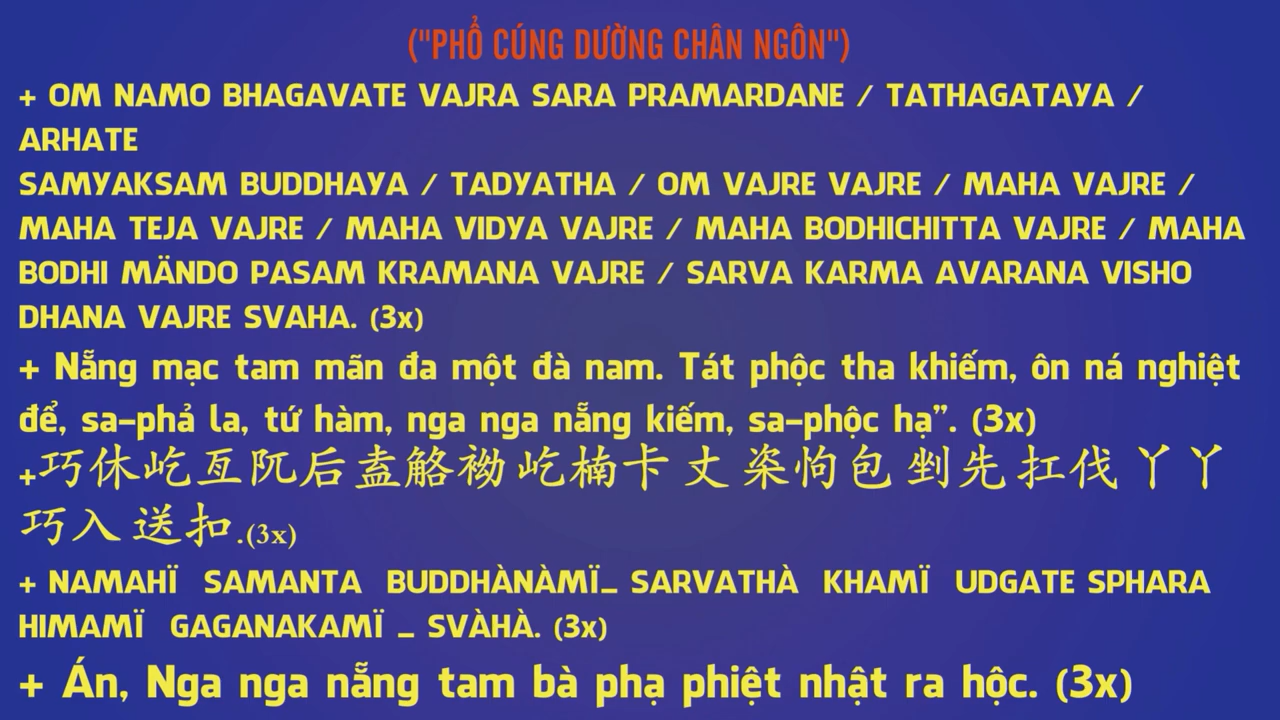 ("PHỔ CÚNG DƯỜNG CHÂN NGÔN")
+ OM NAMO BHAGAVATE VAJRA SARA PRAMARDANE / TATHAGATAYA /
ARHATE
SAMYAKSAM BUDDHAYA / TADYATHA / OM VAJRE VAJRE / MAHA VAJRE /
MAHA TEJA VAJRE / MAHA VIDYA VAJRE / MAHA BODHICHITTA VAJRE / MAHA
BODHI MÄNDO PASAM KRAMANA VAJRE / SARVA KARMA AVARANA VISHO
DHANA VAJRE SVAHA. (3x)
+ Nẵng mạc tam mãn đa một đà nam. Tát phộc tha khiếm, ôn ná nghiệt
để, sa-phả la, tứ hàm, nga nga nẵng kiếm, sa-phộc hạ”. (3x)
+巧休屹亙阢后盍觡袎 屹楠卡 丈 桼怐包 剉先 扛伐 丫丫
巧入 送扣.(3x)
+ NAMAHÏ SAMANTA BUDDHÀNÀMÏ_ SARVATHÀ KHAMÏ UDGATE SPHARA
HIMAMÏ GAGANAKAMÏ _ SVÀHÀ. (3x)
+ Án, Nga nga nẵng tam bà phạ phiệt nhật ra hộc. (3x)